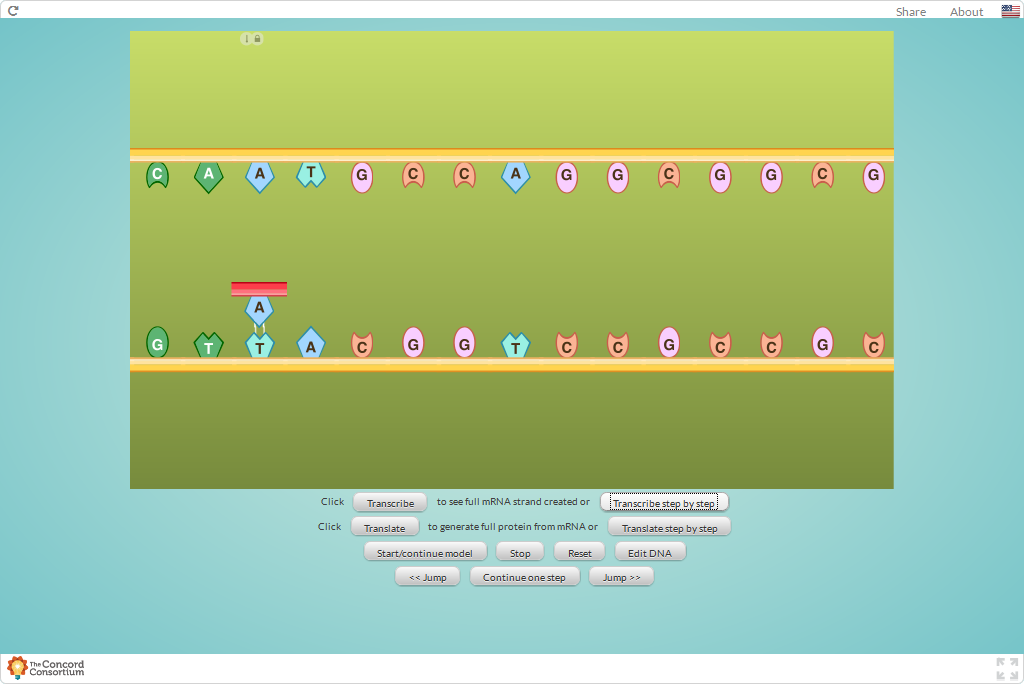 Share About
C A A T G C C A G G C G G C G
A
G T T A C G G T C C G C C G C
Click Transcribe to see full mRNA strand created or Transcribe step by step
Click Translate to generate full protein from mRNA or Translate step by step
Start/continue model Stop Reset Edit DNA
<< Jump Continue one step Jump >>
The Concord
Consortium